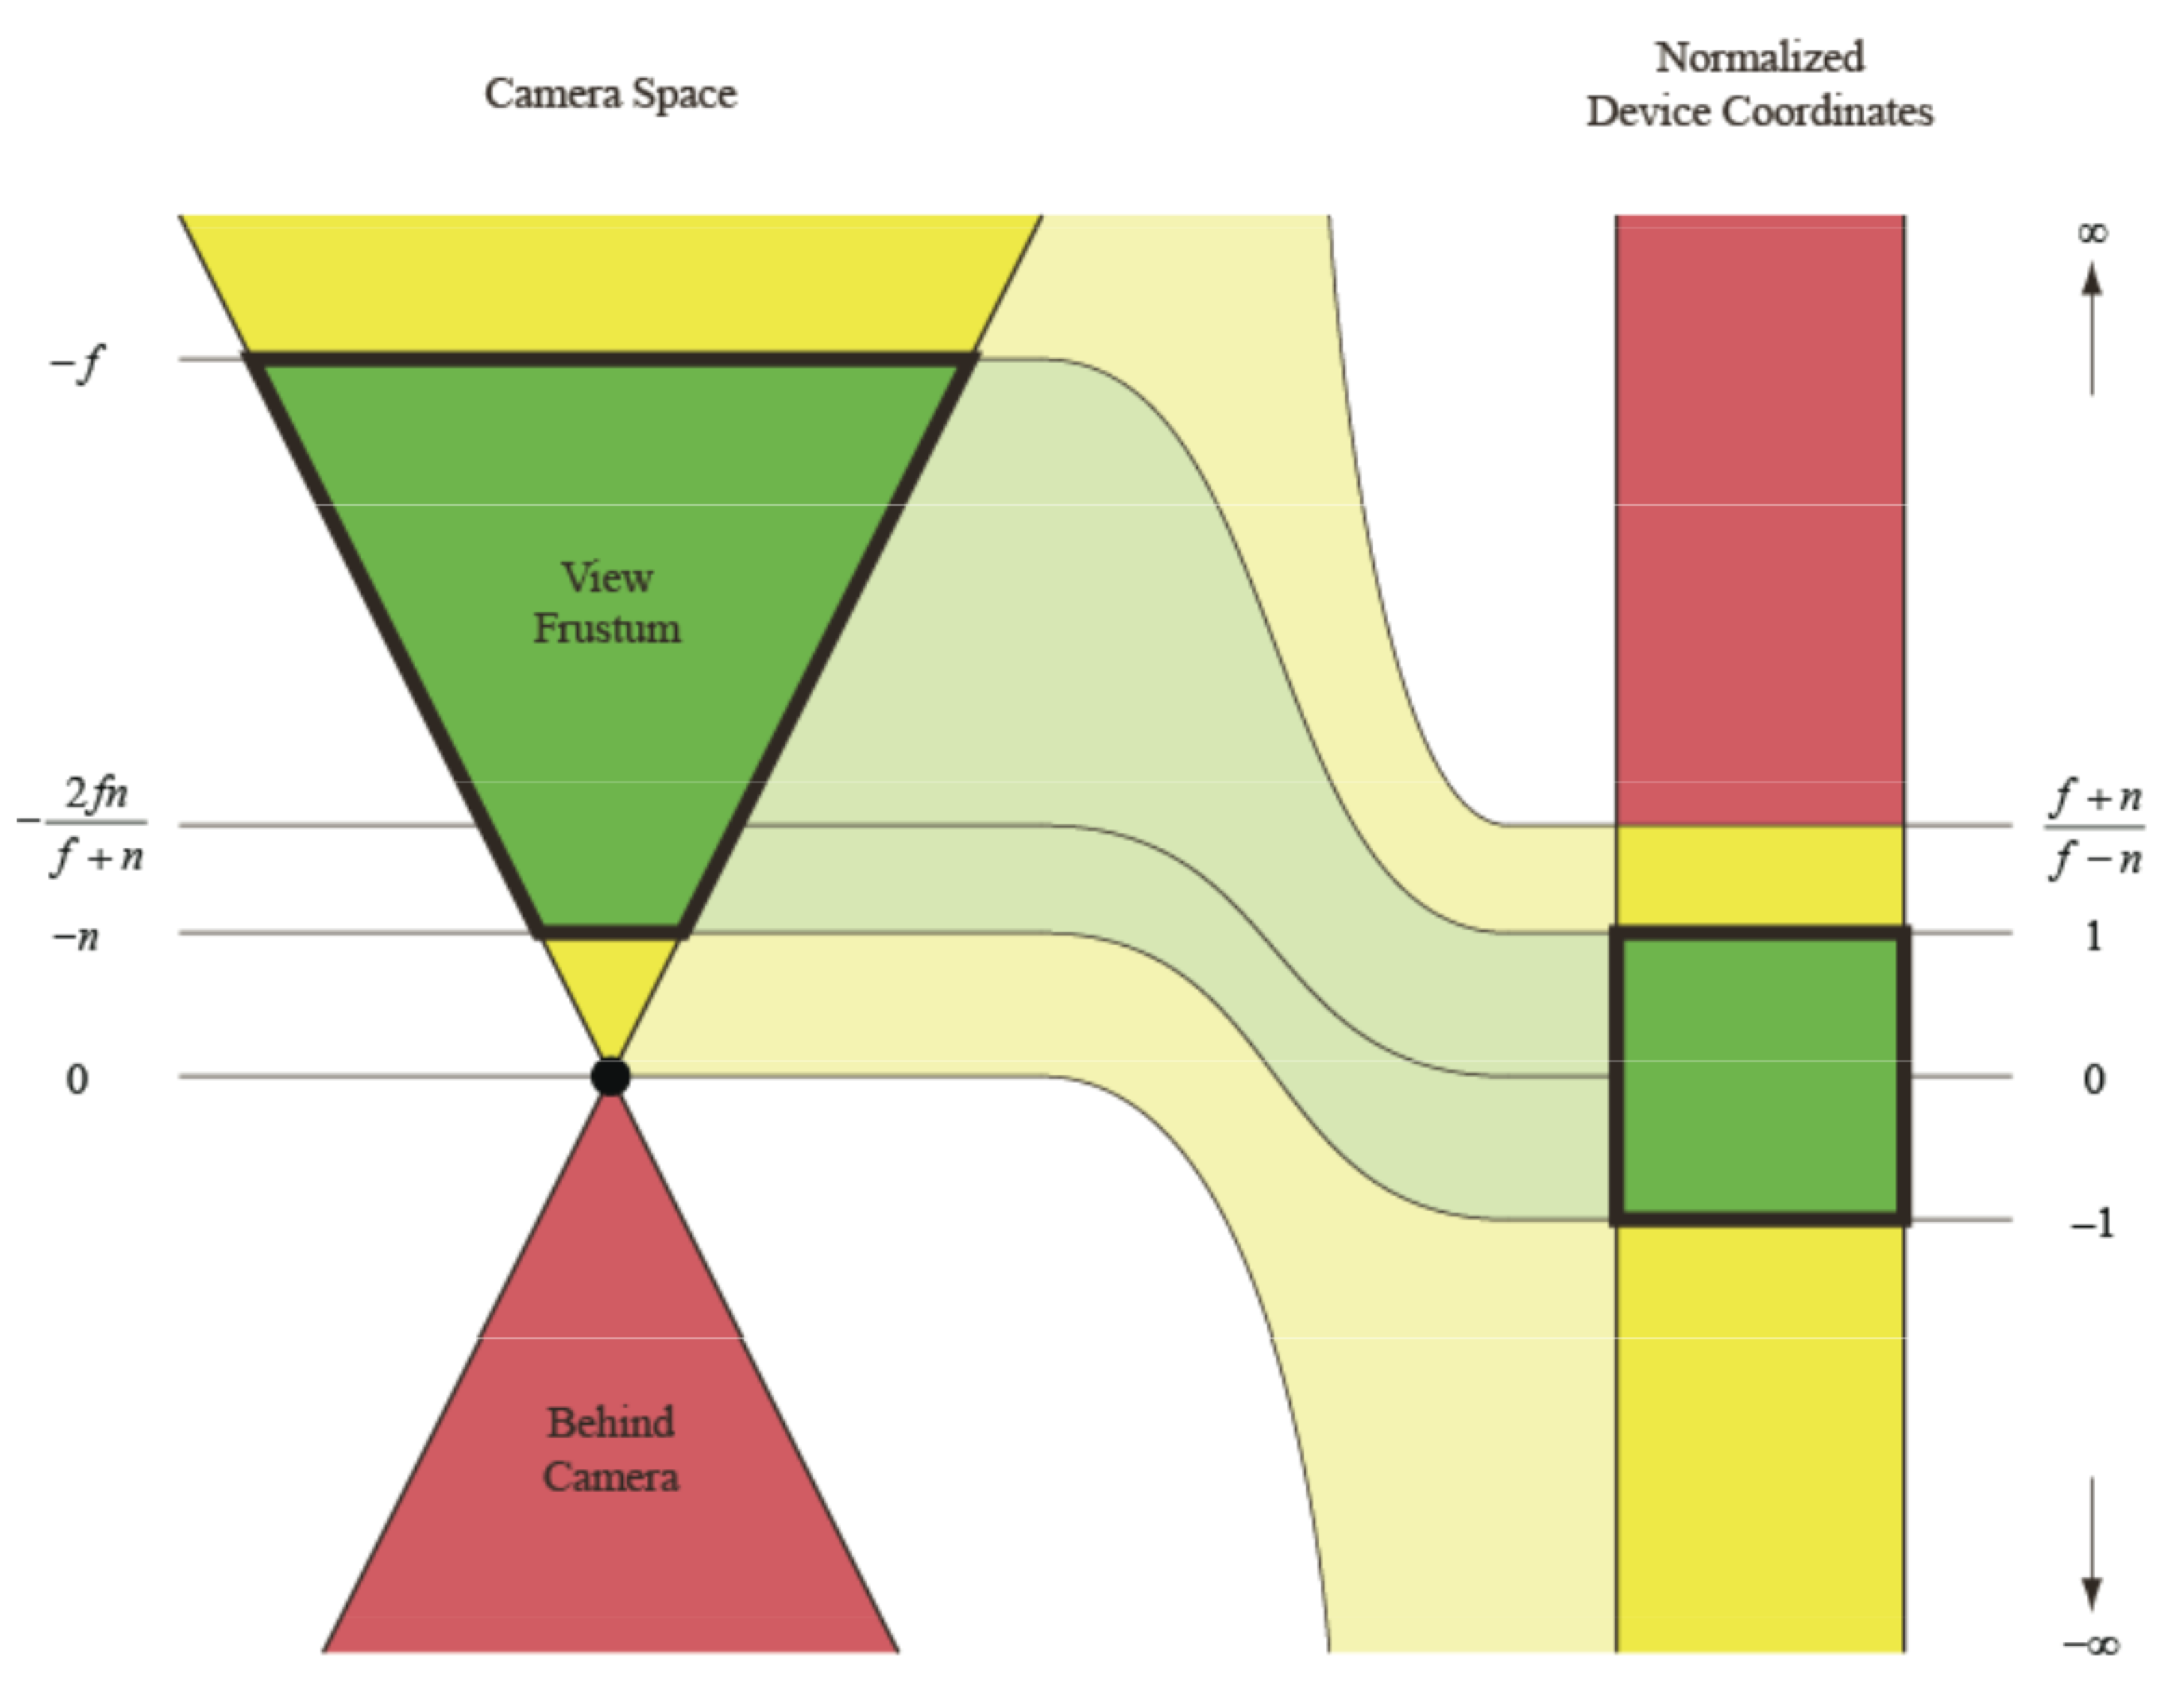 Camera Space
Normalized
Device Coordinates
∞
−f
View
Frustum
−2fn/(f + n)
(f + n)/(f − n)
−n
1
0
0
−1
Behind
Camera
−∞